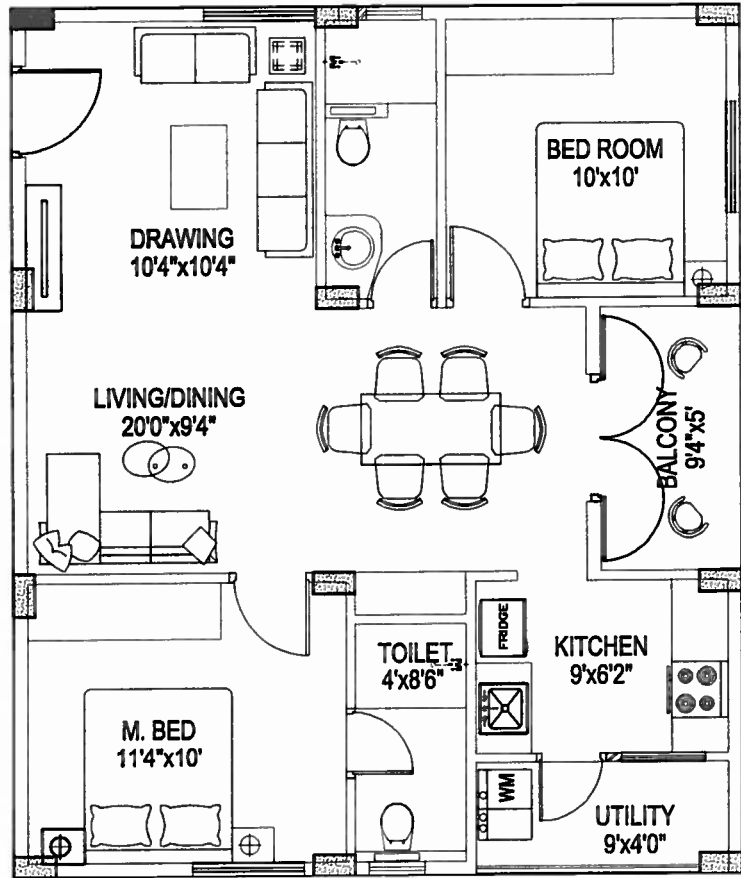 BED ROOM
10'x10'
DRAWING
10'4"x10'4"
LIVING/DINING
20'0"x9'4"
BALCONY
9'4"x5'
FRIDGE
KITCHEN
9'x6'2"
TOILET
4'x8'6"
M. BED
11'4"x10'
WM
UTILITY
9'x4'0"